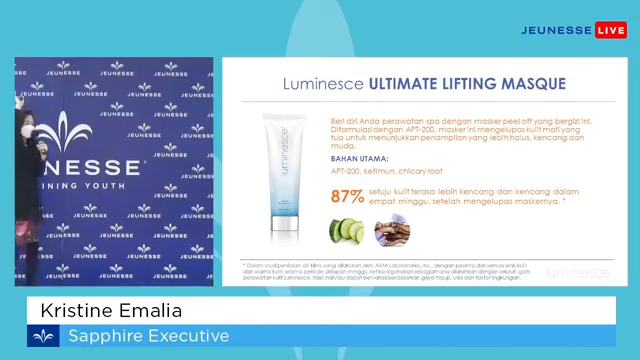 JEUNESSE LIVE
JEUNESSE
Luminesce ULTIMATE LIFTING MASQUE
Beri diri Anda perawatan spa dengan masker peel off yang bergizi ini.
Diformulasi dengan APT-200, masker ini mengelupas kulit mati yang
tua untuk menunjukkan penampilan yang lebih halus, kencang dan
muda.
BAHAN UTAMA:
APT-200, ketimun, chicory root
87% setuju kulit terasa lebih kencang dan kencang dalam
empat minggu, setelah mengelupas maskernya. *
luminesce
NESSE
INING YOUTH
luminesce
Kristine Emalia
Sapphire Executive